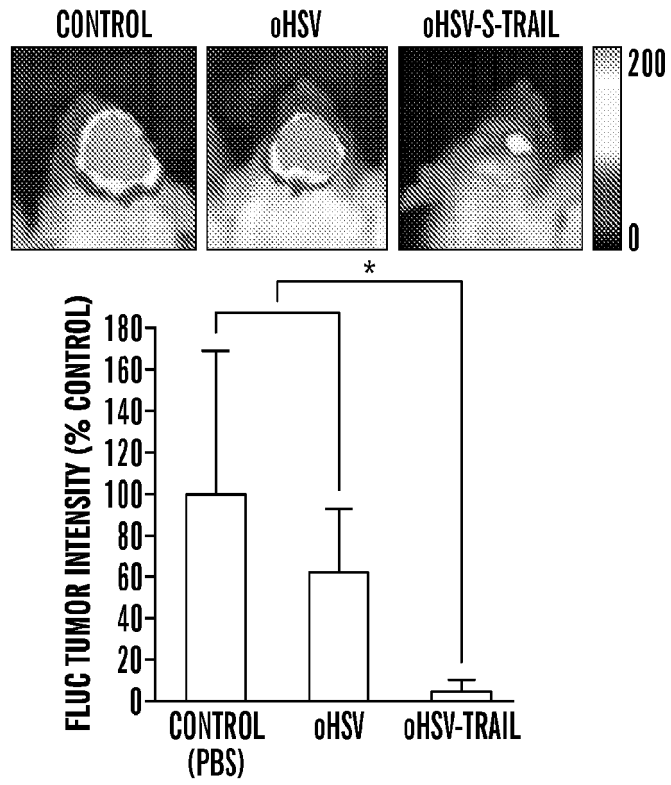 CONTROL
oHSV
oHSV-S-TRAIL
200
0
*
FLUC TUMOR INTENSITY (% CONTROL)
180
160
140
120
100
80
60
40
20
0
CONTROL
(PBS)
oHSV
oHSV-TRAIL